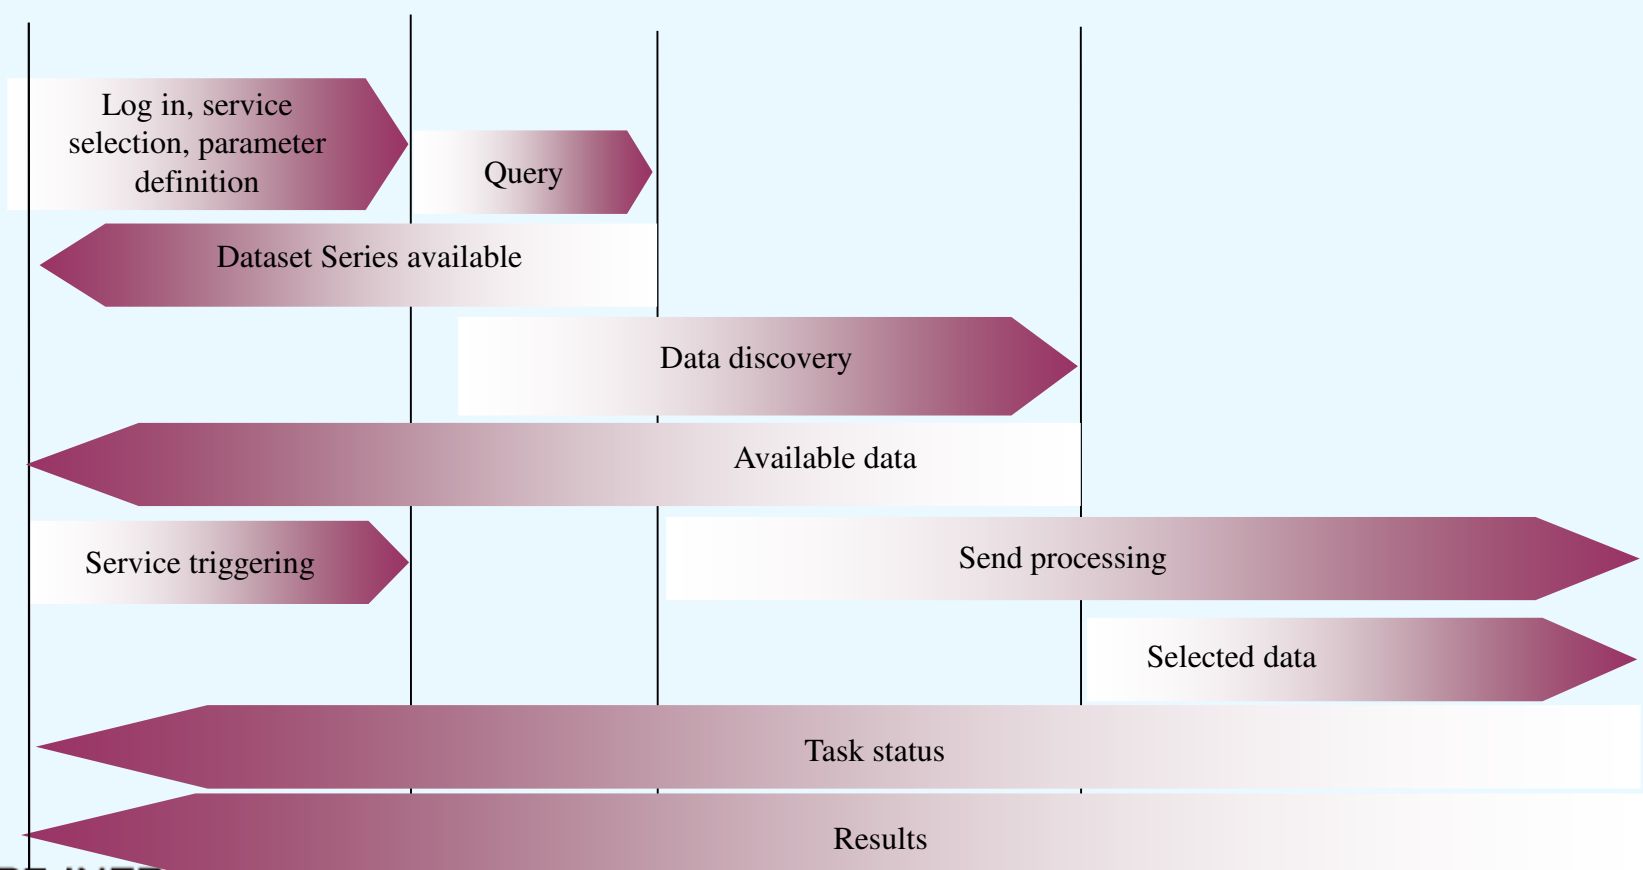 Log in, service
selection, parameter
definition
Query
Dataset Series available
Data discovery
Available data
Service triggering
Send processing
Selected data
Task status
Results